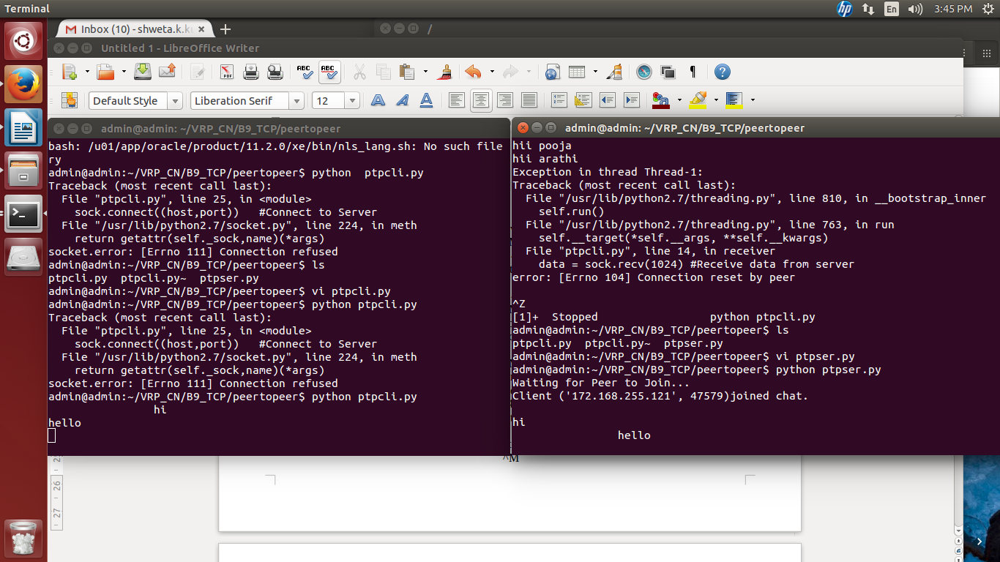 Terminal
En
3:45 PM
Inbox (10) - shweta.k.k
/
Untitled 1 - LibreOffice Writer
Default Style
Liberation Serif
12
admin@admin: ~/VRP_CN/B9_TCP/peertopeer
bash: /u01/app/oracle/product/11.2.0/xe/bin/nls_lang.sh: No such file
ry
admin@admin:~/VRP_CN/B9_TCP/peertopeer$ python  ptpcli.py
Traceback (most recent call last):
  File "ptpcli.py", line 25, in <module>
    sock.connect((host,port))   #Connect to Server
  File "/usr/lib/python2.7/socket.py", line 224, in meth
    return getattr(self._sock,name)(*args)
socket.error: [Errno 111] Connection refused
admin@admin:~/VRP_CN/B9_TCP/peertopeer$ ls
ptpcli.py  ptpcli.py~  ptpser.py
admin@admin:~/VRP_CN/B9_TCP/peertopeer$ vi ptpcli.py
admin@admin:~/VRP_CN/B9_TCP/peertopeer$ python ptpcli.py
Traceback (most recent call last):
  File "ptpcli.py", line 25, in <module>
    sock.connect((host,port))   #Connect to Server
  File "/usr/lib/python2.7/socket.py", line 224, in meth
    return getattr(self._sock,name)(*args)
socket.error: [Errno 111] Connection refused
admin@admin:~/VRP_CN/B9_TCP/peertopeer$ python ptpcli.py
                hi
hello
admin@admin: ~/VRP_CN/B9_TCP/peertopeer
hii pooja
hii arathi
Exception in thread Thread-1:
Traceback (most recent call last):
  File "/usr/lib/python2.7/threading.py", line 810, in __bootstrap_inner
    self.run()
  File "/usr/lib/python2.7/threading.py", line 763, in run
    self.__target(*self.__args, **self.__kwargs)
  File "ptpcli.py", line 14, in receiver
    data = sock.recv(1024) #Receive data from server
error: [Errno 104] Connection reset by peer
^Z
[1]+  Stopped                 python ptpcli.py
admin@admin:~/VRP_CN/B9_TCP/peertopeer$ ls
ptpcli.py  ptpcli.py~  ptpser.py
admin@admin:~/VRP_CN/B9_TCP/peertopeer$ vi ptpser.py
admin@admin:~/VRP_CN/B9_TCP/peertopeer$ python ptpser.py
Waiting for Peer to Join...
Client ('172.168.255.121', 47579)joined chat.
hi
                hello
^M
26
27